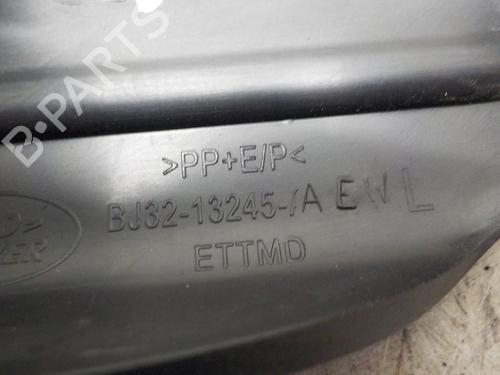 B-PARTS
>PP+E/P<
BJ32-13245-/A E L
ETTMD